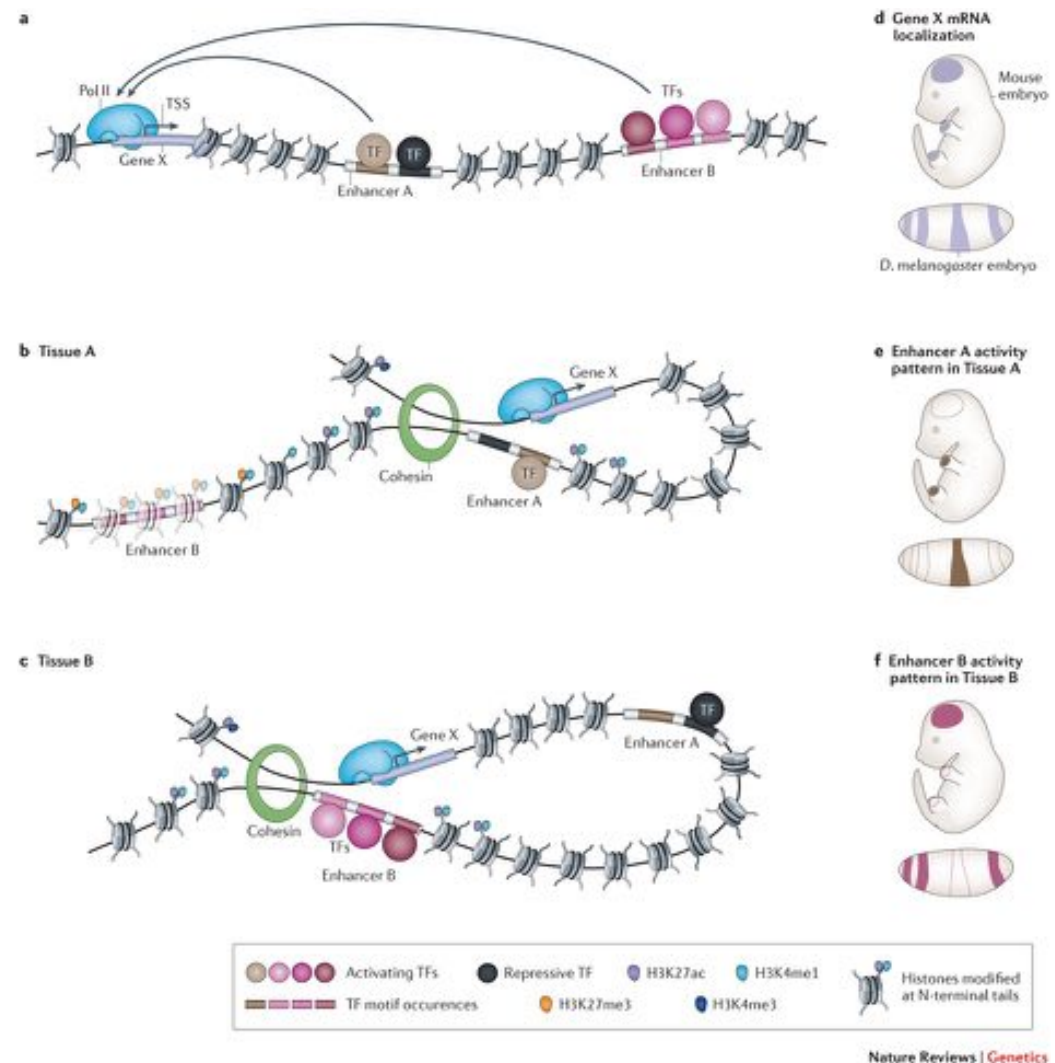 a
Pol II
TSS
Gene X
TF
TF
Enhancer A
TFs
Enhancer B
d Gene X mRNA
localization
Mouse
embryo
D. melanogaster embryo
b Tissue A
Gene X
Cohesin
TF
Enhancer A
Enhancer B
e Enhancer A activity
pattern in Tissue A
c Tissue B
Gene X
TF
Enhancer A
Cohesin
TFs
Enhancer B
f Enhancer B activity
pattern in Tissue B
Activating TFs
Repressive TF
H3K27ac
H3K4me1
Histones modified
at N-terminal tails
TF motif occurences
H3K27me3
H3K4me3
Nature Reviews | Genetics